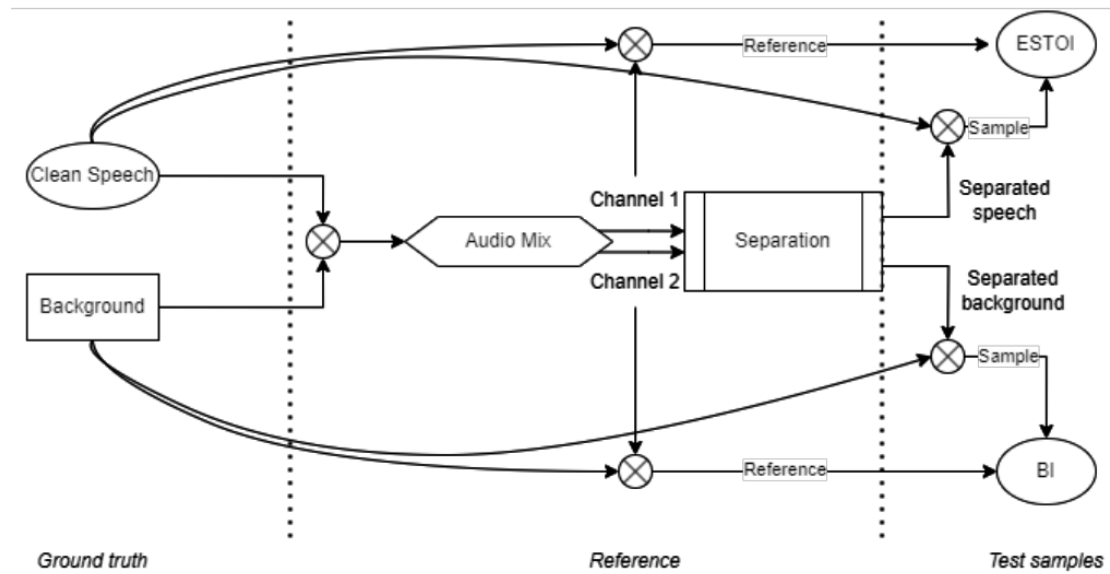 Reference
ESTOI
Sample
Clean Speech
Channel 1
Separated
speech
Audio Mix
Separation
Channel 2
Separated
background
Background
Sample
Reference
BI
Ground truth
Reference
Test samples